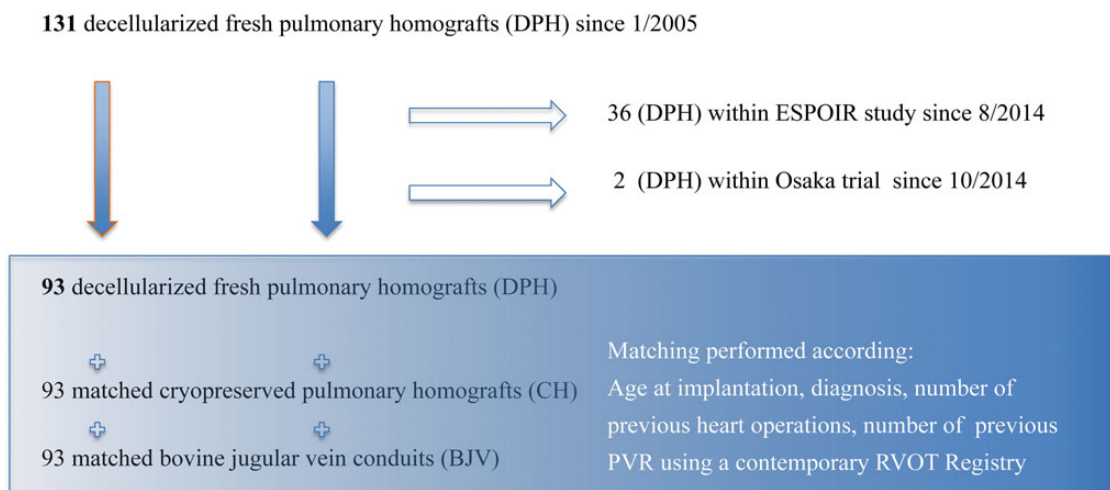 131 decellularized fresh pulmonary homografts (DPH) since 1/2005
36 (DPH) within ESPOIR study since 8/2014
2 (DPH) within Osaka trial since 10/2014
93 decellularized fresh pulmonary homografts (DPH)
93 matched cryopreserved pulmonary homografts (CH)
93 matched bovine jugular vein conduits (BJV)
Matching performed according:
Age at implantation, diagnosis, number of
previous heart operations, number of previous
PVR using a contemporary RVOT Registry